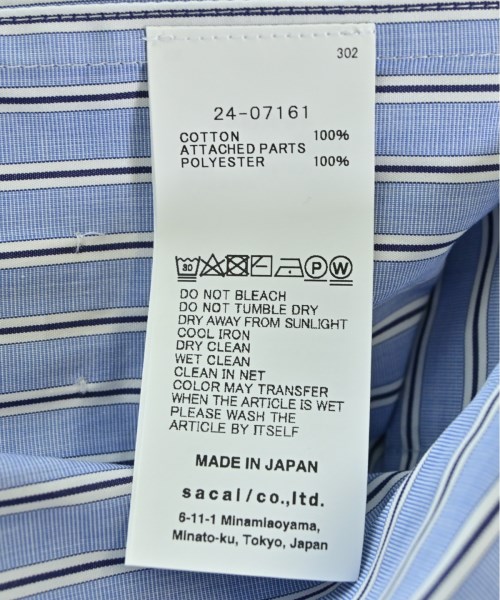 302
24-07161
COTTON 100%
ATTACHED PARTS
POLYESTER 100%
30 P W
DO NOT BLEACH
DO NOT TUMBLE DRY
DRY AWAY FROM SUNLIGHT
COOL IRON
DRY CLEAN
WET CLEAN
CLEAN IN NET
COLOR MAY TRANSFER
WHEN THE ARTICLE IS WET
PLEASE WASH THE
ARTICLE BY ITSELF
MADE IN JAPAN
sacai/co.,ltd.
6-11-1 Minamiaoyama,
Minato-ku, Tokyo, Japan